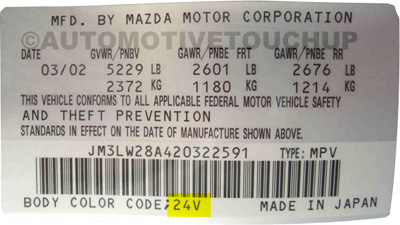 MFD. BY MAZDA MOTOR CORPORATION
©AUTOMOTIVETOUCHUP
DATE GVWR/PNBV GAWR/PNBE FRT GAWR/PNBE RR
03/02 5229 LB 2601 LB 2676 LB
2372 KG 1180 KG 1214 KG
THIS VEHICLE CONFORMS TO ALL APPLICABLE FEDERAL MOTOR VEHICLE SAFETY
AND THEFT PREVENTION
STANDARDS IN EFFECT ON THE DATE OF MANUFACTURE SHOWN ABOVE.
JM3LW28A420322591 TYPE: MPV
BODY COLOR CODE;24V MADE IN JAPAN